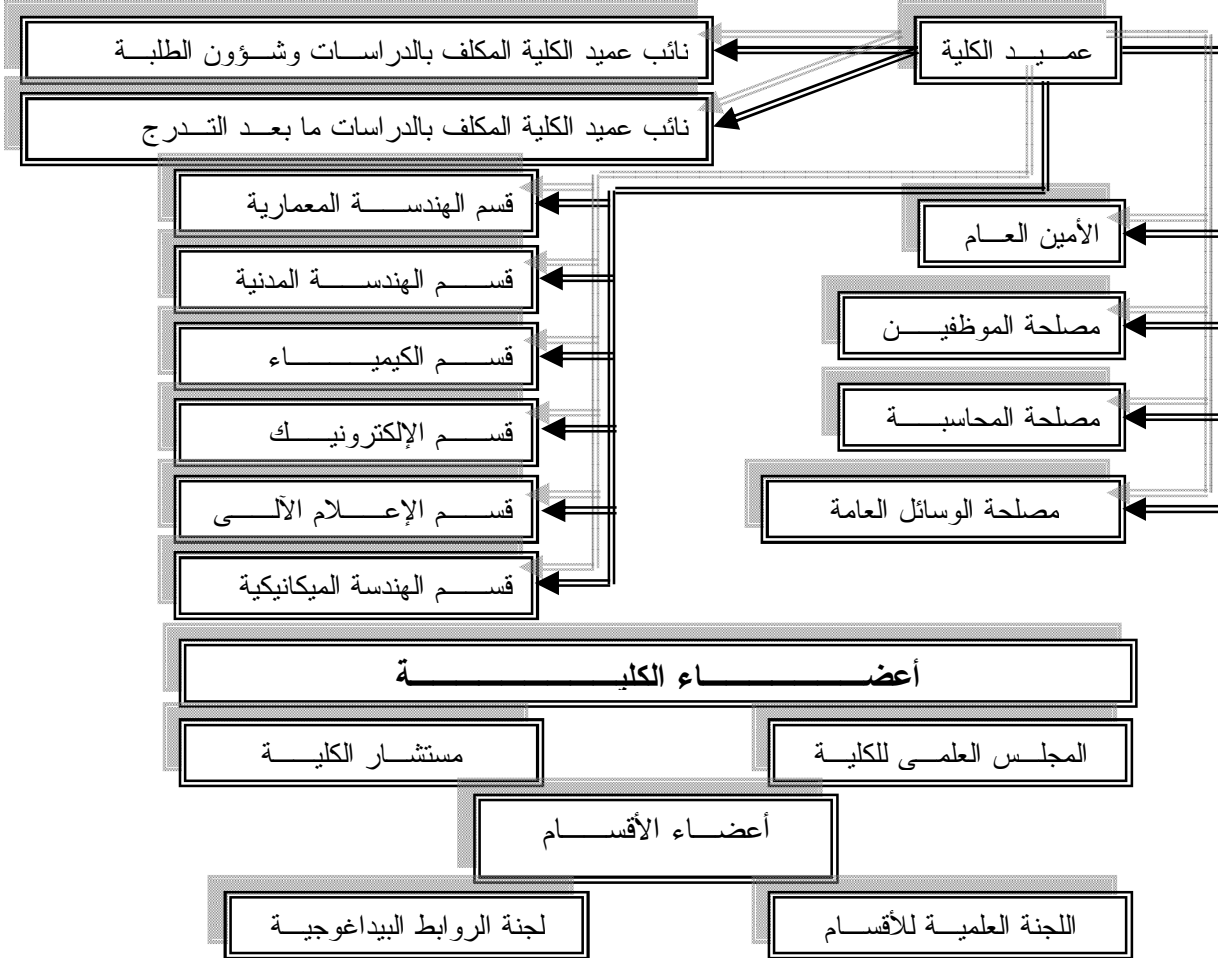 عميد الكلية
نائب عميد الكلية المكلف بالدراسات وشؤون الطلبة
نائب عميد الكلية المكلف بالدراسات ما بعد التدرج
قسم الهندسة المعمارية
الأمين العام
قسم الهندسة المدنية
مصلحة الموظفين
قسم الكيمياء
مصلحة المحاسبة
قسم الإلكترونيك
مصلحة الوسائل العامة
قسم الإعلام الآلى
قسم الهندسة الميكانيكية
أعضاء الكلية
المجلس العلمى للكلية
مستشار الكلية
أعضاء الأقسام
اللجنة العلمية للأقسام
لجنة الروابط البيداغوجية